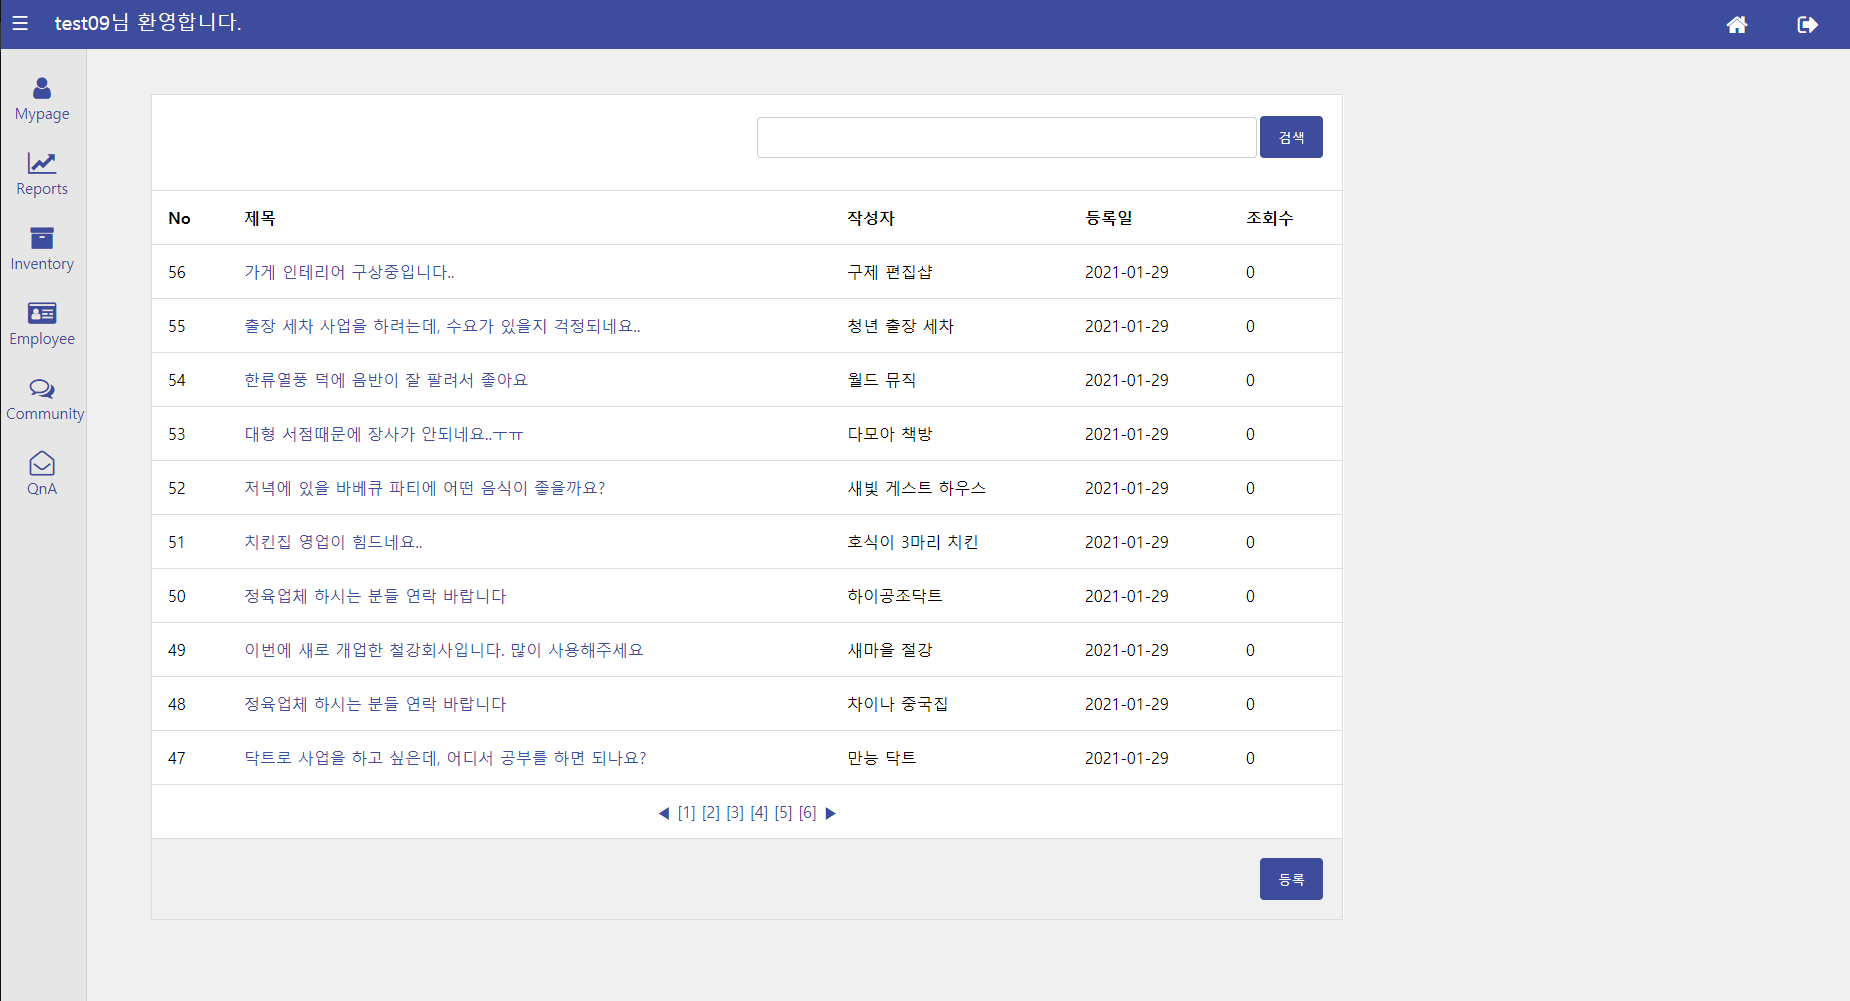 ☰ test09님 환영합니다.
Mypage
Reports
Inventory
Employee
Community
QnA
검색
No 제목 작성자 등록일 조회수
56 가게 인테리어 구상중입니다.. 구제 편집샵 2021-01-29 0
55 출장 세차 사업을 하려는데, 수요가 있을지 걱정되네요.. 청년 출장 세차 2021-01-29 0
54 한류열풍 덕에 음반이 잘 팔려서 좋아요 월드 뮤직 2021-01-29 0
53 대형 서점때문에 장사가 안되네요..ㅜㅠ 다모아 책방 2021-01-29 0
52 저녁에 있을 바베큐 파티에 어떤 음식이 좋을까요? 새빛 게스트 하우스 2021-01-29 0
51 치킨집 영업이 힘드네요.. 호식이 3마리 치킨 2021-01-29 0
50 정육업체 하시는 분들 연락 바랍니다 하이공조닥트 2021-01-29 0
49 이번에 새로 개업한 철강회사입니다. 많이 사용해주세요 새마을 절강 2021-01-29 0
48 정육업체 하시는 분들 연락 바랍니다 차이나 중국집 2021-01-29 0
47 닥트로 사업을 하고 싶은데, 어디서 공부를 하면 되나요? 만능 닥트 2021-01-29 0
◀ [1] [2] [3] [4] [5] [6] ▶
등록